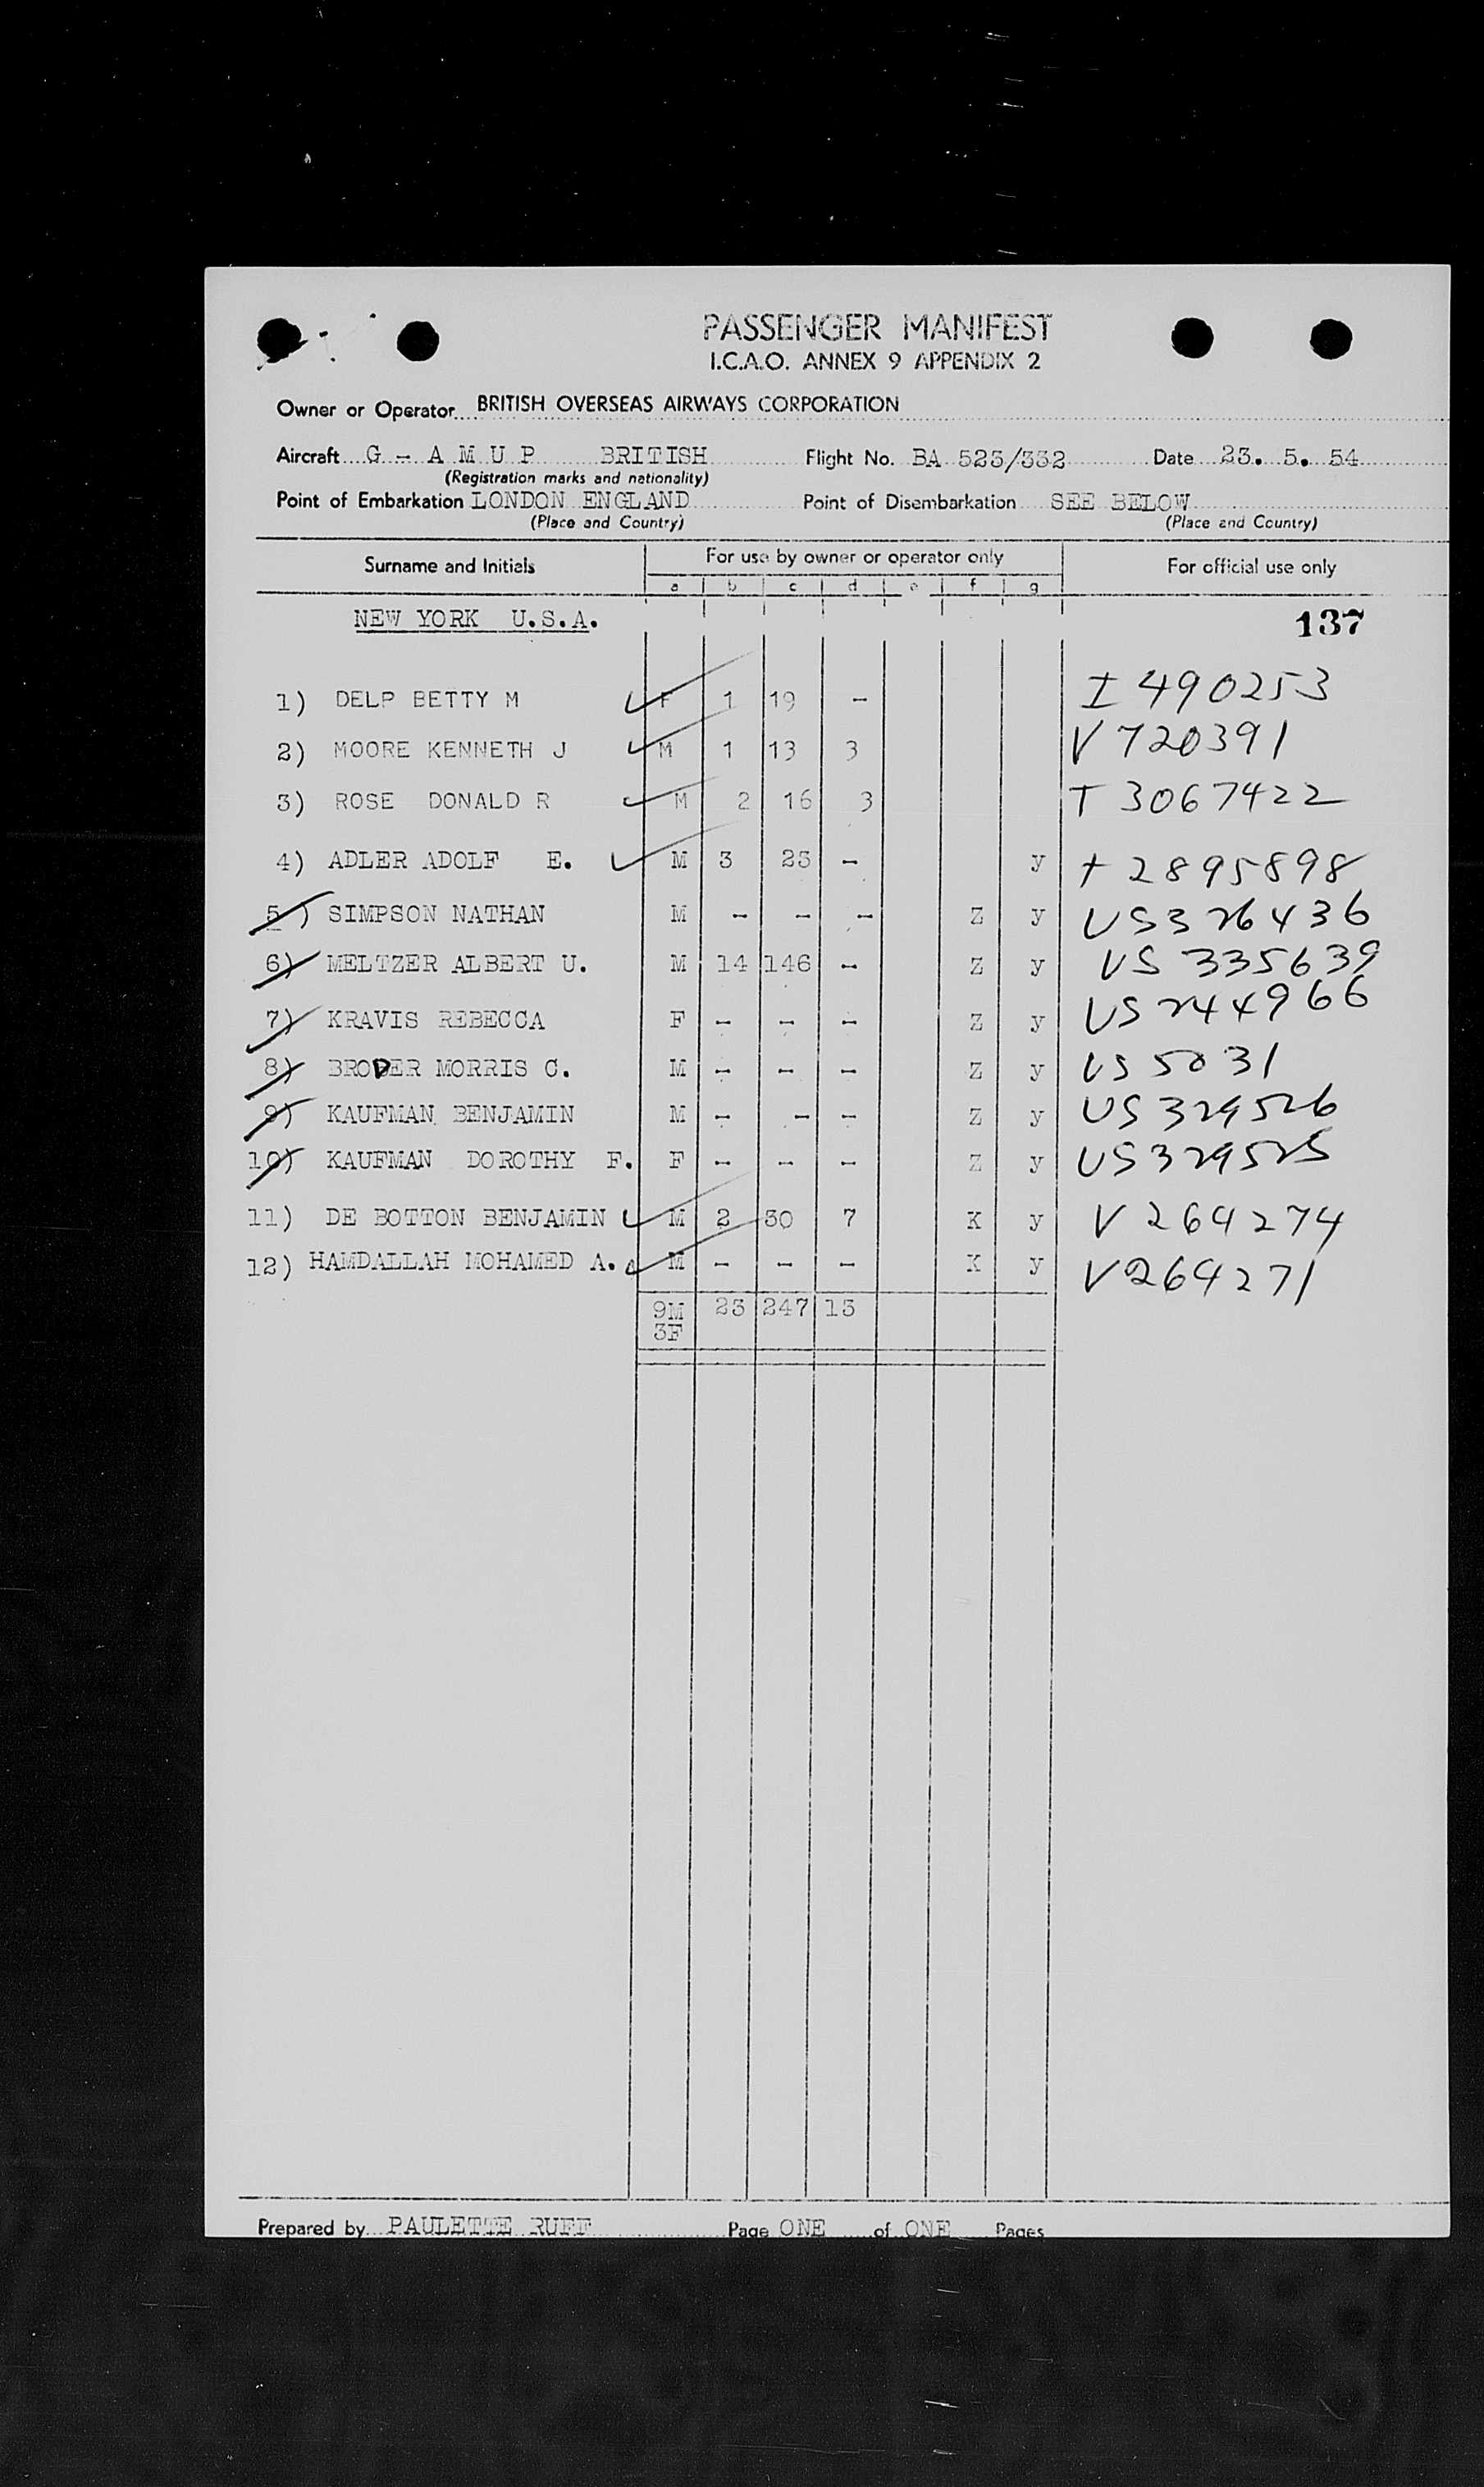 PASSENGER MANIFEST
I.C.A.O. ANNEX 9 APPENDIX 2
Owner or Operator BRITISH OVERSEAS AIRWAYS CORPORATION
Aircraft G - A M U P BRITISH Flight No. BA 523/332 Date 23. 5. 54
(Registration marks and nationality)
Point of Embarkation LONDON ENGLAND Point of Disembarkation SEE BELOW
(Place and Country) (Place and Country)
Surname and Initials For use by owner or operator only For official use only
a b c d e f g
NEW YORK U.S.A. 137
1) DELP BETTY M F 1 19 - I 490253
2) MOORE KENNETH J M 1 13 3 V 720391
3) ROSE DONALD R M 2 16 3 T 3067422
4) ADLER ADOLF E. M 3 23 - y + 2895898
5) SIMPSON NATHAN M - - - Z y US 326436
6) MELTZER ALBERT U. M 14 146 - Z y US 335639
7) KRAVIS REBECCA F - - - Z y US 244966
8) BRODER MORRIS C. M - - - Z y US 5031
9) KAUFMAN BENJAMIN M - - - Z y US 329526
10) KAUFMAN DOROTHY F. F - - - Z y US 329525
11) DE BOTTON BENJAMIN M 2 30 7 K y V 264274
12) HAMDALLAH MOHAMED A. M - - - K y V264271
9M 23 247 13
3F
Prepared by PAULETTE RUFF Page ONE of ONE Pages